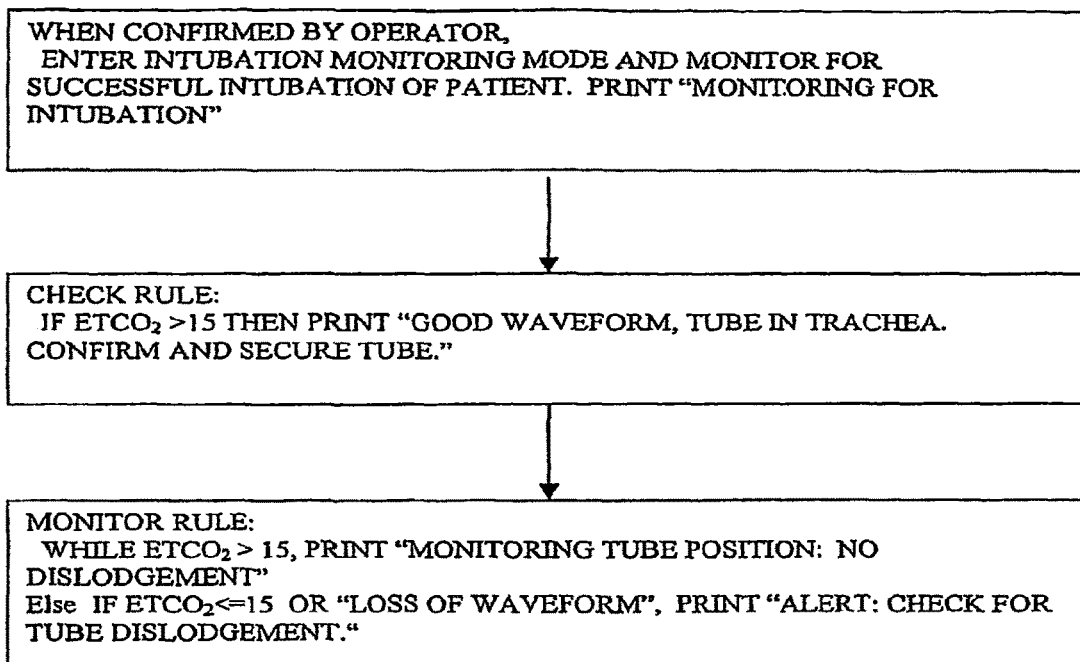 WHEN CONFIRMED BY OPERATOR,
ENTER INTUBATION MONITORING MODE AND MONITOR FOR
SUCCESSFUL INTUBATION OF PATIENT. PRINT “MONITORING FOR
INTUBATION”
CHECK RULE:
IF ETCO₂ >15 THEN PRINT “GOOD WAVEFORM, TUBE IN TRACHEA.
CONFIRM AND SECURE TUBE.”
MONITOR RULE:
WHILE ETCO₂ > 15, PRINT “MONITORING TUBE POSITION: NO
DISLODGEMENT”
Else IF ETCO₂<=15 OR “LOSS OF WAVEFORM”, PRINT “ALERT: CHECK FOR
TUBE DISLODGEMENT.“